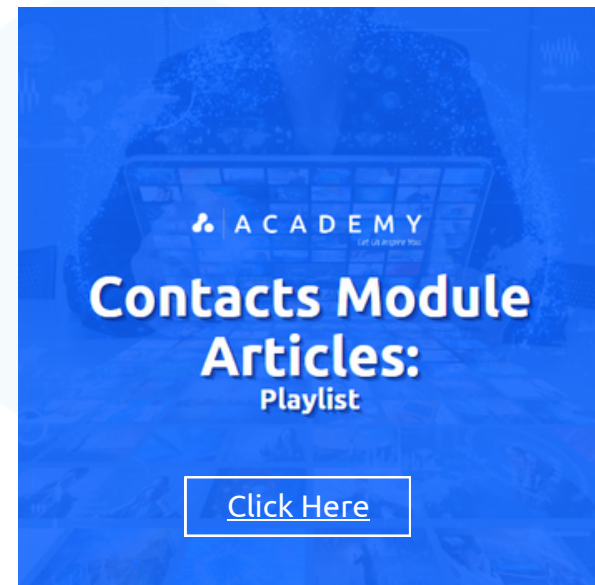 ACADEMY
Let Us Inspire You
Contacts Module
Articles:
Playlist
Click Here